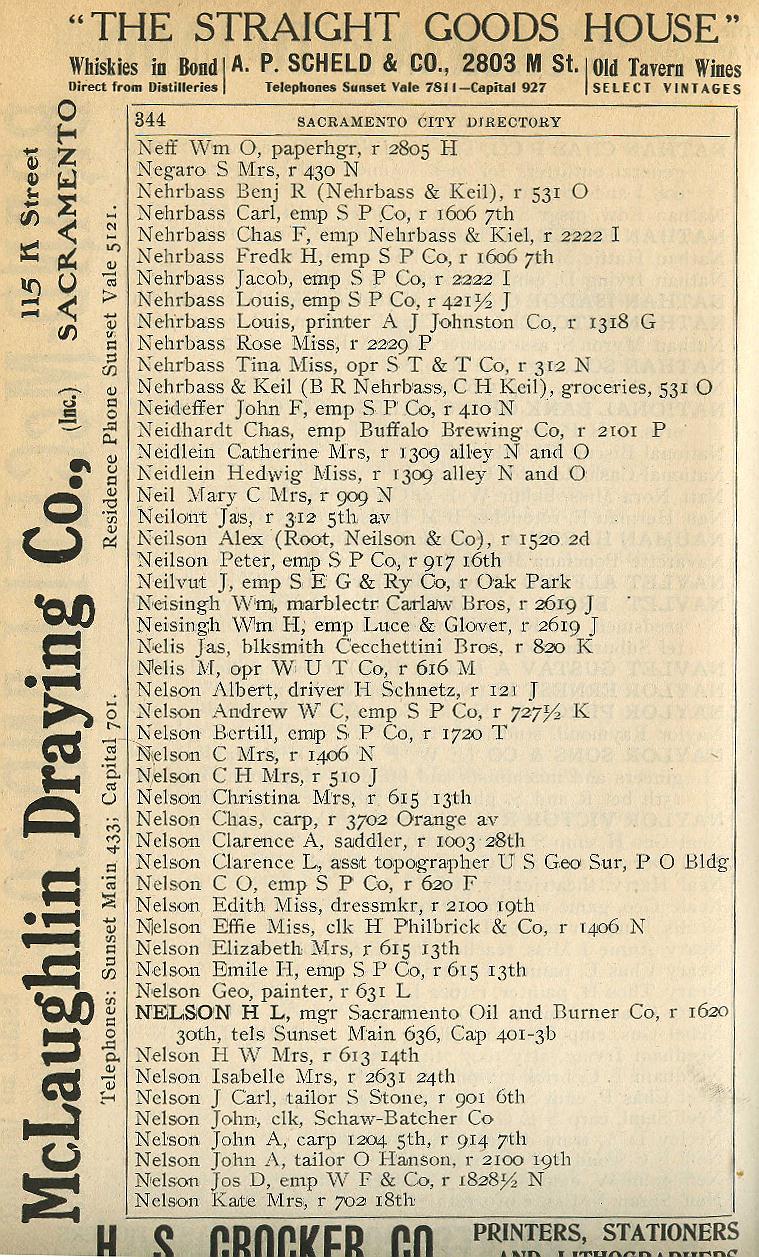 “THE STRAIGHT GOODS HOUSE”
Whiskies in Bond
Direct from Distilleries
A. P. SCHELD & CO., 2803 M St.
Telephones Sunset Vale 7811—Capital 927
Old Tavern Wines
SELECT VINTAGES
McLaughlin Draying Co., (Inc.)
115 K Street
SACRAMENTO
Telephones: Sunset Main 433; Capital 701. Residence Phone Sunset Vale 5121.
344 SACRAMENTO CITY DIRECTORY
Neff Wm O, paperhgr, r 2805 H
Negaro S Mrs, r 430 N
Nehrbass Benj R (Nehrbass & Keil), r 531 O
Nehrbass Carl, emp S P Co, r 1606 7th
Nehrbass Chas F, emp Nehrbass & Kiel, r 2222 I
Nehrbass Fredk H, emp S P Co, r 1606 7th
Nehrbass Jacob, emp S P Co, r 2222 I
Nehrbass Louis, emp S P Co, r 421½ J
Nehrbass Louis, printer A J Johnston Co, r 1318 G
Nehrbass Rose Miss, r 2229 P
Nehrbass Tina Miss, opr S T & T Co, r 312 N
Nehrbass & Keil (B R Nehrbass, C H Keil), groceries, 531 O
Neideffer John F, emp S P Co, r 410 N
Neidhardt Chas, emp Buffalo Brewing Co, r 2101 P
Neidlein Catherine Mrs, r 1309 alley N and O
Neidlein Hedwig Miss, r 1309 alley N and O
Neil Mary C Mrs, r 909 N
Neilont Jas, r 312 5th av
Neilson Alex (Root, Neilson & Co), r 1520 2d
Neilson Peter, emp S P Co, r 917 16th
Neilvut J, emp S E G & Ry Co, r Oak Park
Neisingh Wm, marblectr Carlaw Bros, r 2619 J
Neisingh Wm H, emp Luce & Glover, r 2619 J
Nelis Jas, blksmith Cecchettini Bros, r 820 K
Nelis M, opr W U T Co, r 616 M
Nelson Albert, driver H Schnetz, r 121 J
Nelson Andrew W C, emp S P Co, r 727½ K
Nelson Bertill, emp S P Co, r 1720 T
Nelson C Mrs, r 1406 N
Nelson C H Mrs, r 510 J
Nelson Christina Mrs, r 615 13th
Nelson Chas, carp, r 3702 Orange av
Nelson Clarence A, saddler, r 1003 28th
Nelson Clarence L, asst topographer U S Geo Sur, P O Bldg
Nelson C O, emp S P Co, r 620 F
Nelson Edith Miss, dressmkr, r 2100 19th
Nelson Effie Miss, clk H Philbrick & Co, r 1406 N
Nelson Elizabeth Mrs, r 615 13th
Nelson Emile H, emp S P Co, r 615 13th
Nelson Geo, painter, r 631 L
NELSON H L, mgr Sacramento Oil and Burner Co, r 1620
30th, tels Sunset Main 636, Cap 401-3b
Nelson H W Mrs, r 613 14th
Nelson Isabelle Mrs, r 2631 24th
Nelson J Carl, tailor S Stone, r 901 6th
Nelson John, clk, Schaw-Batcher Co
Nelson John A, carp 1204 5th, r 914 7th
Nelson John A, tailor O Hanson, r 2100 19th
Nelson Jos D, emp W F & Co, r 1828½ N
Nelson Kate Mrs, r 702 18th
H. S. CROCKER CO.
PRINTERS, STATIONERS
AND LITHOGRAPHERS